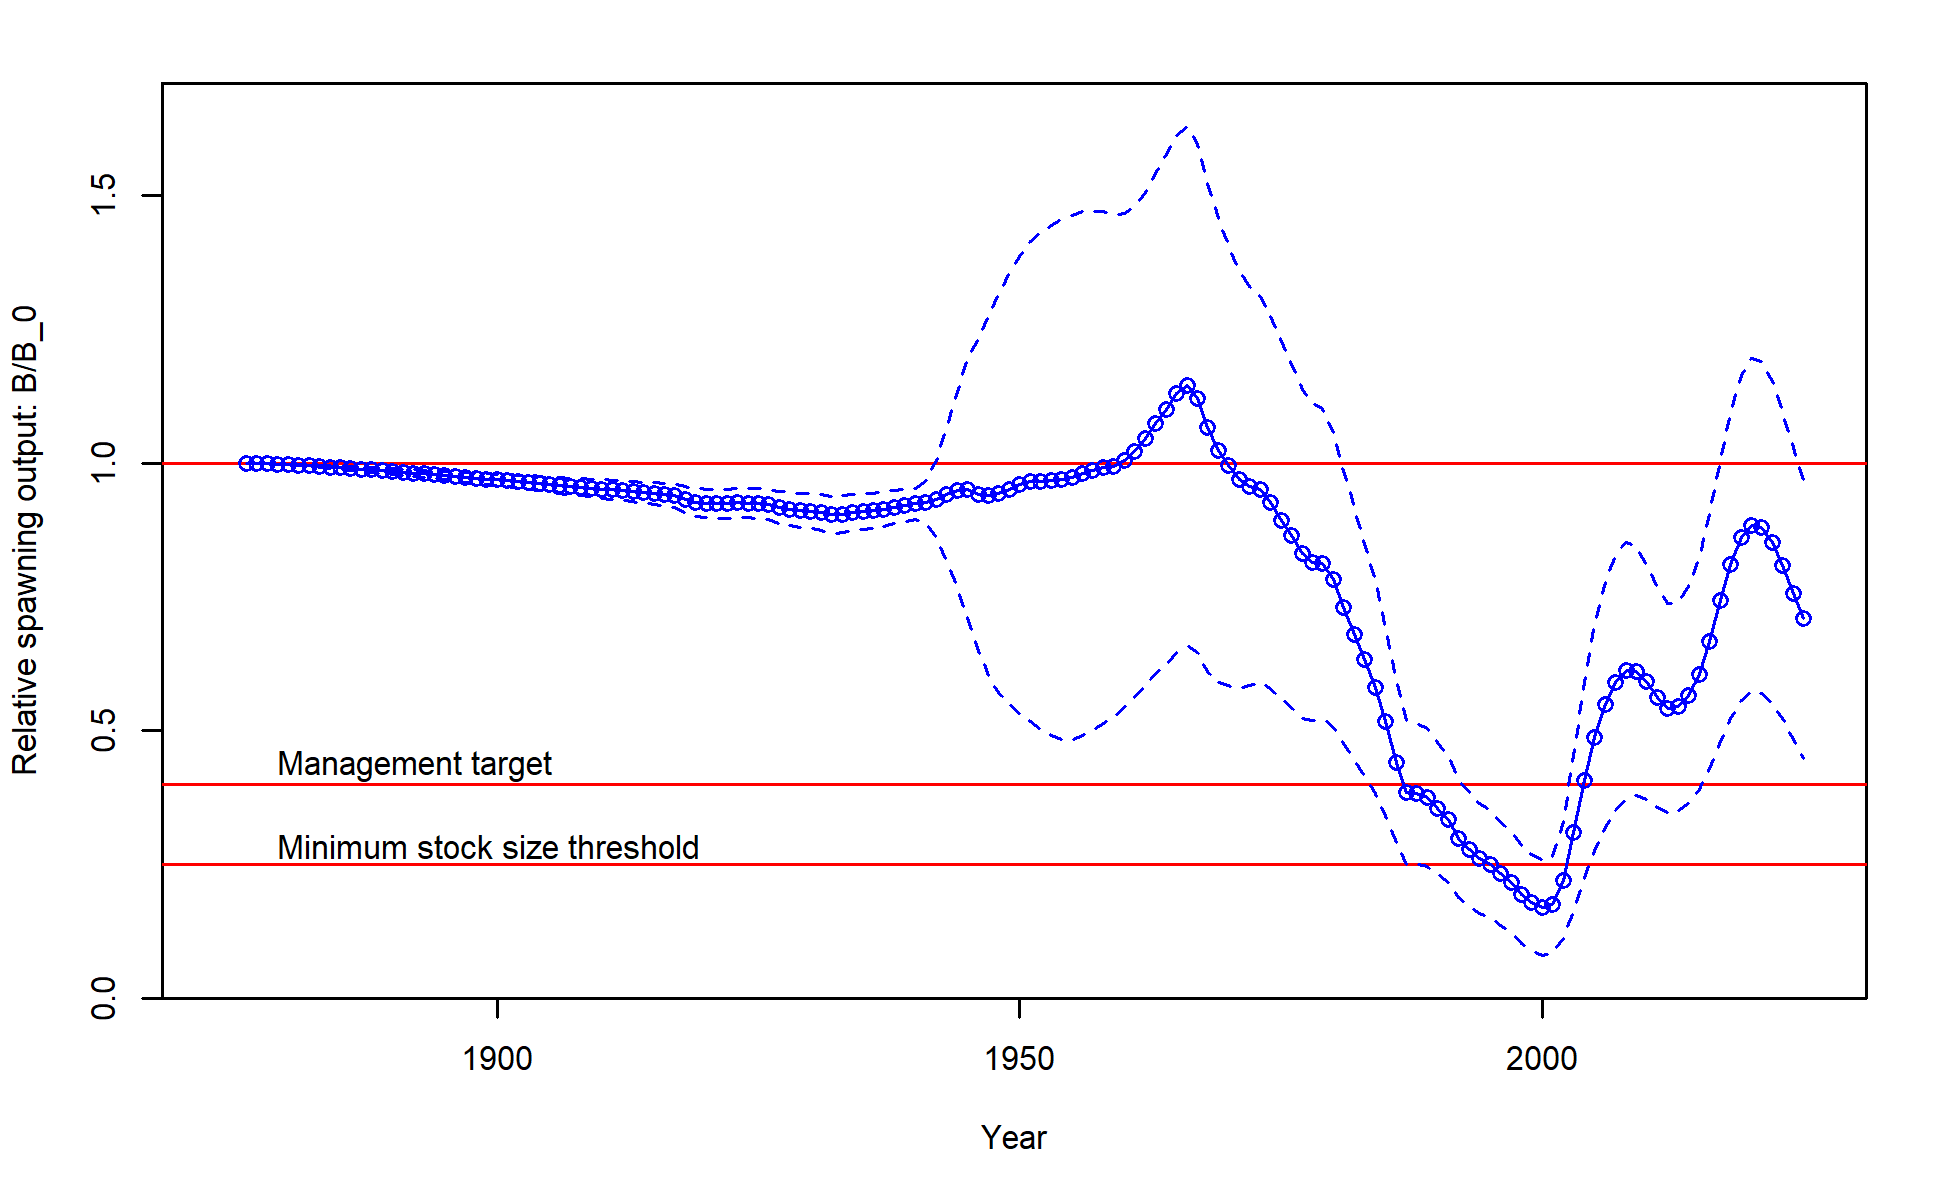 Relative spawning output: B/B_0
1.5
1.0
0.5
0.0
Management target
Minimum stock size threshold
1900
1950
2000
Year